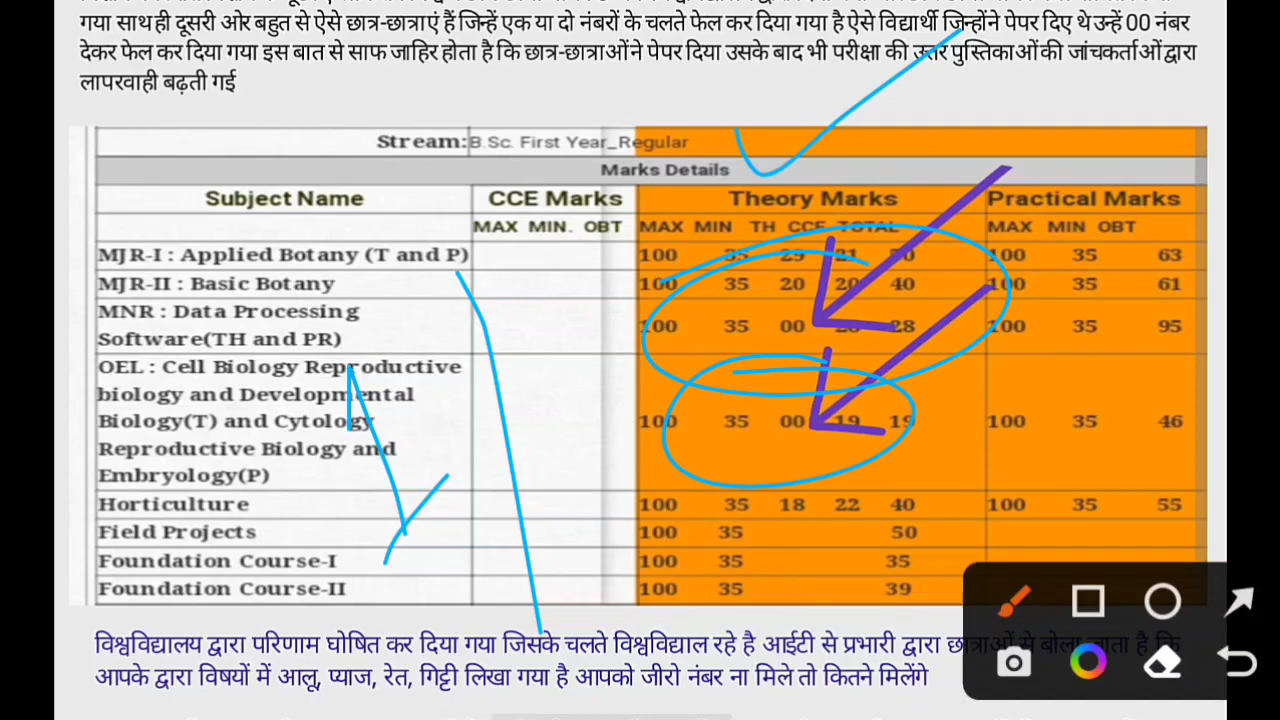 गया साथ ही दूसरी ओर बहुत से ऐसे छात्र-छात्राएं हैं जिन्हें एक या दो नंबरों के चलते फेल कर दिया गया है ऐसे विद्यार्थी जिन्होंने पेपर दिए थे उन्हें 00 नंबर
देकर फेल कर दिया गया इस बात से साफ जाहिर होता है कि छात्र-छात्राओं ने पेपर दिया उसके बाद भी परीक्षा की उत्तर पुस्तिकाओं की जांचकर्ताओं द्वारा
लापरवाही बढ़ती गई
Stream: B.Sc. First Year_Regular
Marks Details
Subject Name CCE Marks Theory Marks Practical Marks
MAX MIN. OBT MAX MIN TH CCE TOTAL MAX MIN OBT
MJR-I : Applied Botany (T and P) 100 35 29 21 100 35 63
MJR-II : Basic Botany 100 35 20 20 40 100 35 61
MNR : Data Processing
Software(TH and PR) 100 35 00 28 100 35 95
OEL : Cell Biology Reproductive
biology and Developmental
Biology(T) and Cytology 100 35 00 19 19 100 35 46
Reproductive Biology and
Embryology(P)
Horticulture 100 35 18 22 40 100 35 55
Field Projects 100 35 50
Foundation Course-I 100 35 35
Foundation Course-II 100 35 39
विश्वविद्यालय द्वारा परिणाम घोषित कर दिया गया जिसके चलते विश्वविद्याल रहे है आईटी से प्रभारी द्वारा छात्राओं से बोला जाता है कि
आपके द्वारा विषयों में आलू, प्याज, रेत, गिट्टी लिखा गया है आपको जीरो नंबर ना मिले तो कितने मिलेंगे